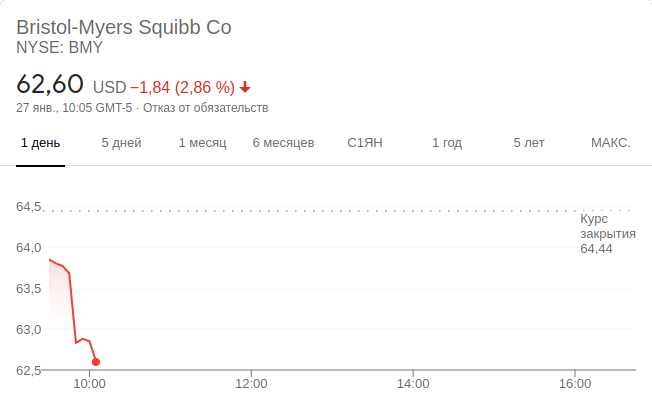 Bristol-Myers Squibb Co
NYSE: BMY
62,60 USD −1,84 (2,86 %)
27 янв., 10:05 GMT-5 · Отказ от обязательств
1 день 5 дней 1 месяц 6 месяцев С1ЯН 1 год 5 лет МАКС.
64,5
Курс
закрытия
64,44
64,0
63,5
63,0
62,5
10:00 12:00 14:00 16:00